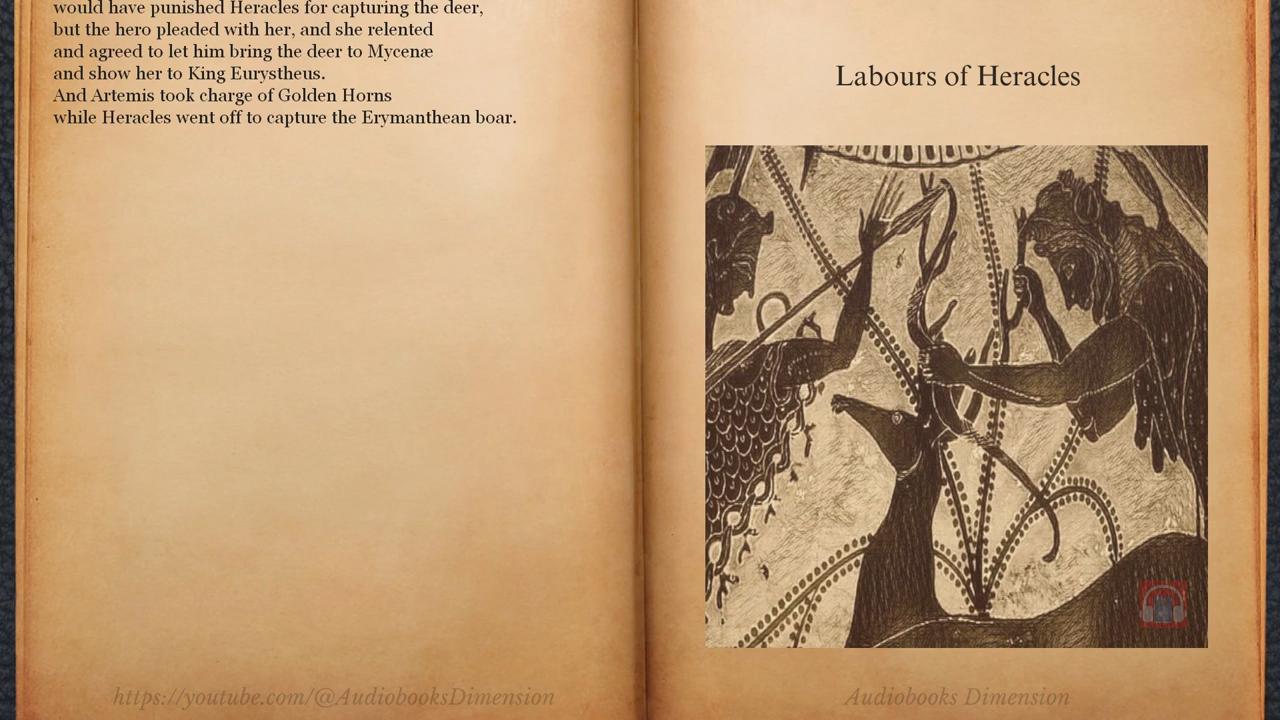 would have punished Heracles for capturing the deer,
but the hero pleaded with her, and she relented
and agreed to let him bring the deer to Mycenæ
and show her to King Eurystheus.
And Artemis took charge of Golden Horns
while Heracles went off to capture the Erymanthean boar.
https://youtube.com/@AudiobooksDimension
Labours of Heracles
Audiobooks Dimension